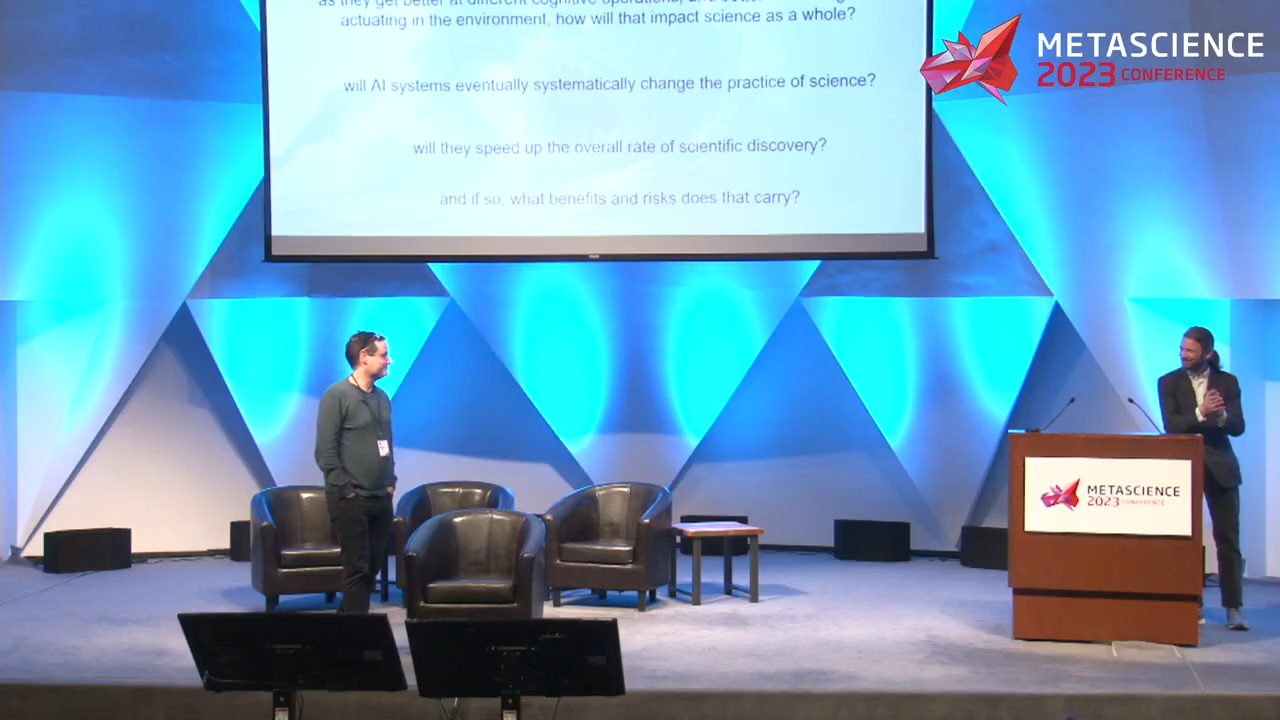 actuating in the environment, how will that impact science as a whole?
will AI systems eventually systematically change the practice of science?
will they speed up the overall rate of scientific discovery?
and if so, what benefits and risks does that carry?
METASCIENCE
2023 CONFERENCE
METASCIENCE
2023 CONFERENCE